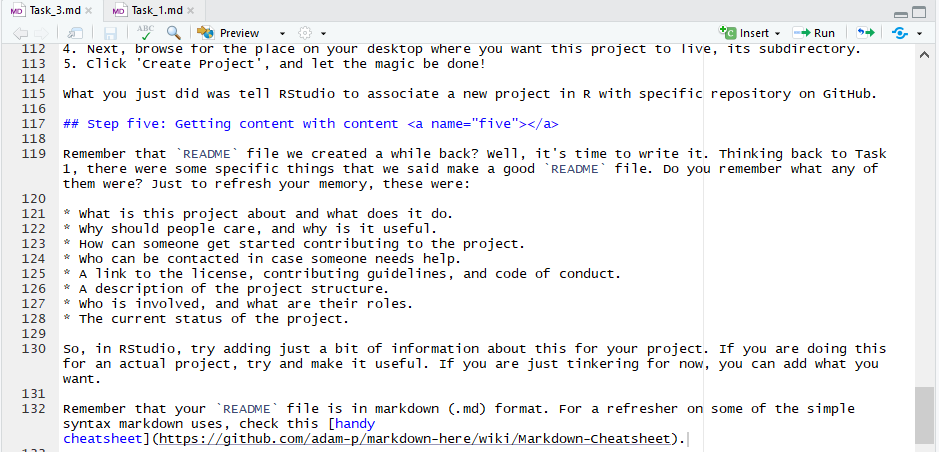 Task_3.md Task_1.md
ABC Preview Insert Run
112 4. Next, browse for the place on your desktop where you want this project to live, its subdirectory.
113 5. Click 'Create Project', and let the magic be done!
114
115 What you just did was tell RStudio to associate a new project in R with specific repository on GitHub.
116
117 ## Step five: Getting content with content <a name="five"></a>
118
119 Remember that `README` file we created a while back? Well, it's time to write it. Thinking back to Task
1, there were some specific things that we said make a good `README` file. Do you remember what any of
them were? Just to refresh your memory, these were:
120
121 * What is this project about and what does it do.
122 * Why should people care, and why is it useful.
123 * How can someone get started contributing to the project.
124 * Who can be contacted in case someone needs help.
125 * A link to the license, contributing guidelines, and code of conduct.
126 * A description of the project structure.
127 * Who is involved, and what are their roles.
128 * The current status of the project.
129
130 So, in RStudio, try adding just a bit of information about this for your project. If you are doing this
for an actual project, try and make it useful. If you are just tinkering for now, you can add what you
want.
131
132 Remember that your `README` file is in markdown (.md) format. For a refresher on some of the simple
syntax markdown uses, check this [handy
cheatsheet](https://github.com/adam-p/markdown-here/wiki/Markdown-Cheatsheet).